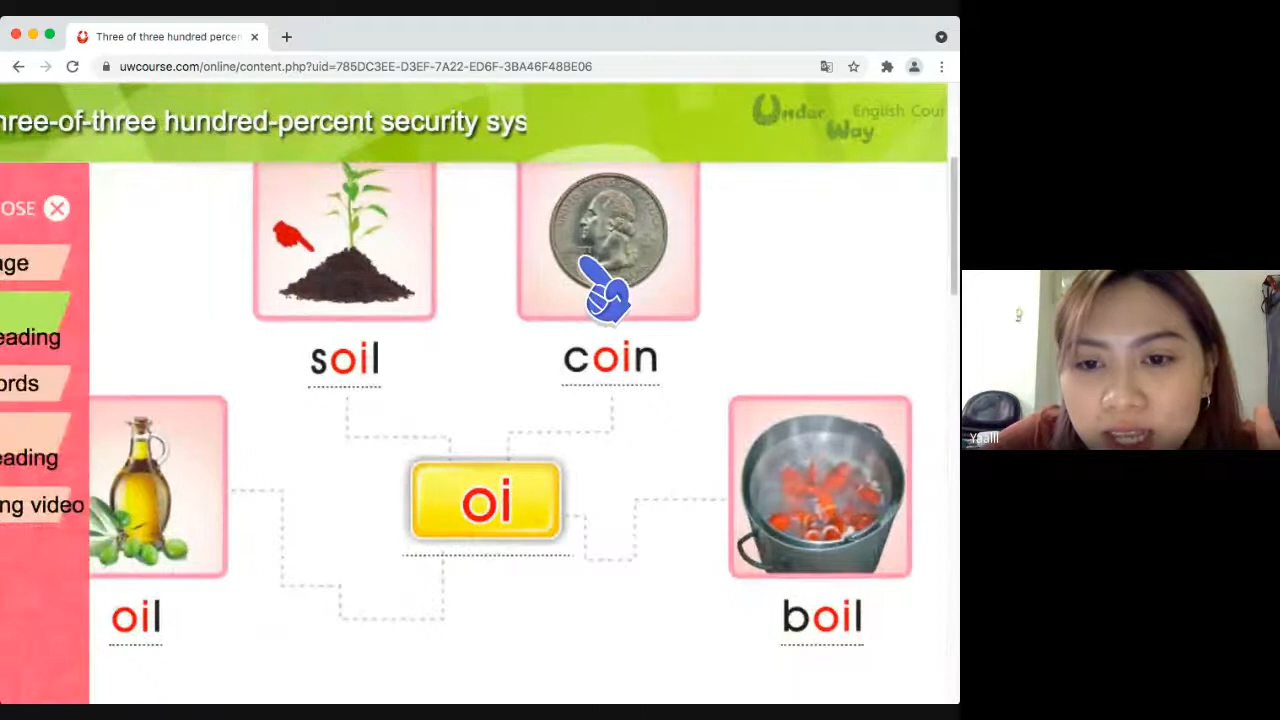 Three of three hundred percen
uwcourse.com/online/content.php?uid=785DC3EE-D3EF-7A22-ED6F-3BA46F48BE06
hree-of-three hundred-percent security sys
Under Way English Cour
OSE
age
eading
ords
eading
ng video
soil
coin
oi
oil
boil